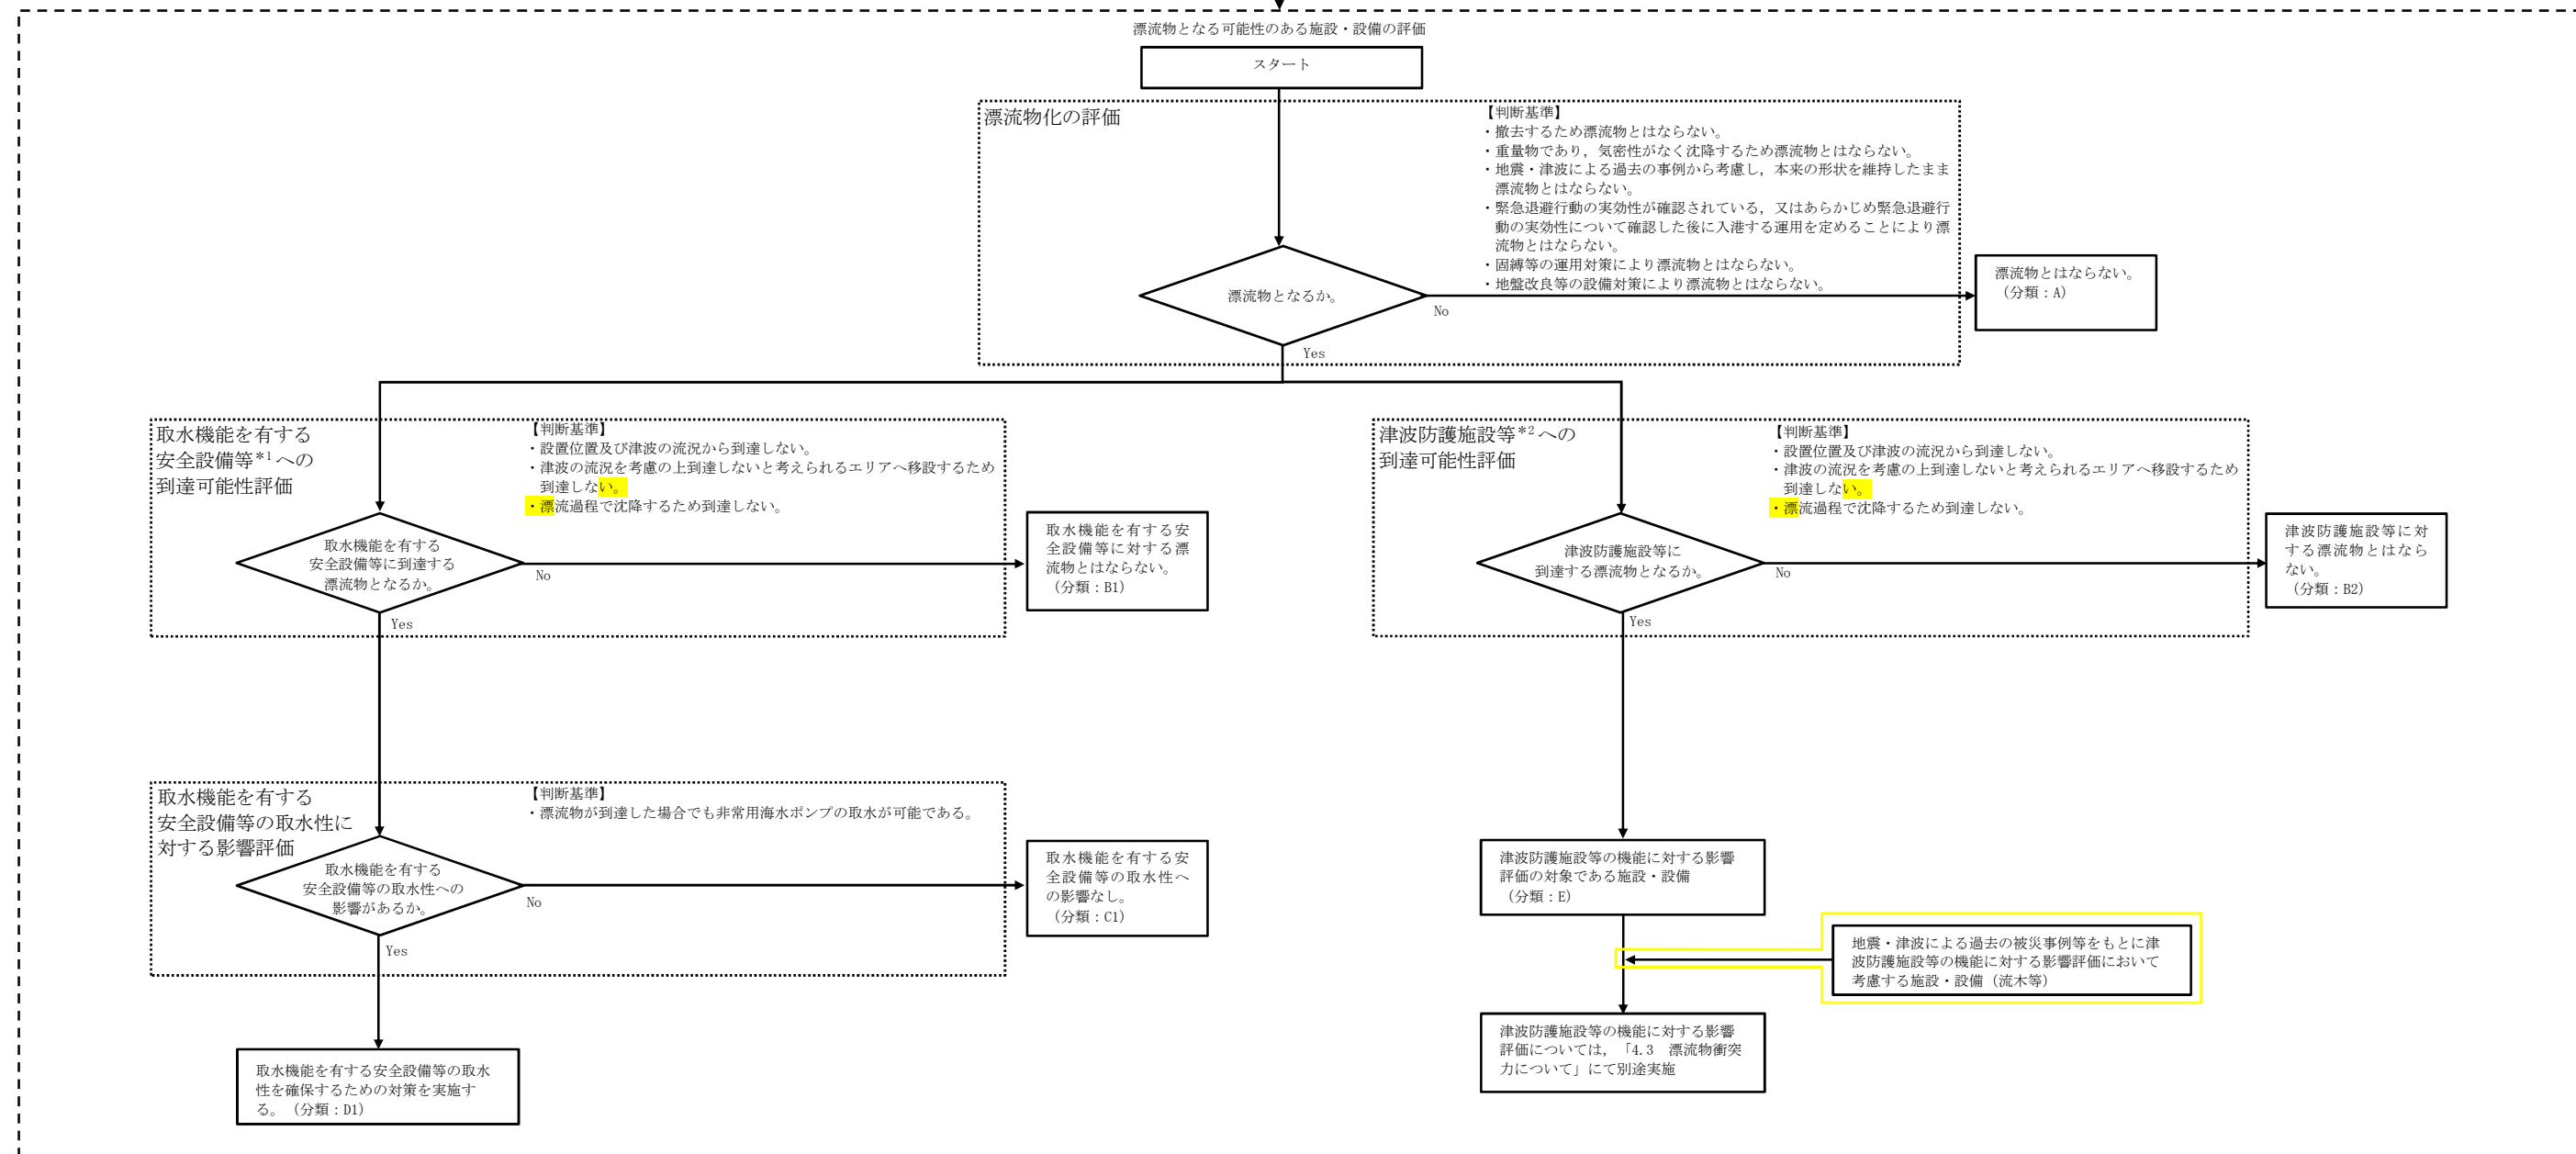 漂流物となる可能性のある施設・設備の評価
スタート
漂流物化の評価
【判断基準】
・撤去するため漂流物とはならない。
・重量物であり，気密性がなく沈降するため漂流物とはならない。
・地震・津波による過去の事例から考慮し，本来の形状を維持したまま
漂流物とはならない。
・緊急退避行動の実効性が確認されている，又はあらかじめ緊急退避行
動の実効性について確認した後に入港する運用を定めることにより漂
流物とはならない。
・固縛等の運用対策により漂流物とはならない。
・地盤改良等の設備対策により漂流物とはならない。
漂流物となるか。
No
Yes
漂流物とはならない。
（分類：A）
取水機能を有する
安全設備等*1への
到達可能性評価
【判断基準】
・設置位置及び津波の流況から到達しない。
・津波の流況を考慮の上到達しないと考えられるエリアへ移設するため
到達しない。
・漂流過程で沈降するため到達しない。
取水機能を有する
安全設備等に到達する
漂流物となるか。
No
Yes
取水機能を有する安
全設備等に対する漂
流物とはならない。
（分類：B1）
津波防護施設等*2への
到達可能性評価
【判断基準】
・設置位置及び津波の流況から到達しない。
・津波の流況を考慮の上到達しないと考えられるエリアへ移設するため
到達しない。
・漂流過程で沈降するため到達しない。
津波防護施設等に
到達する漂流物となるか。
No
Yes
津波防護施設等に対
する漂流物とはなら
ない。
（分類：B2）
取水機能を有する
安全設備等の取水性に
対する影響評価
【判断基準】
・漂流物が到達した場合でも非常用海水ポンプの取水が可能である。
取水機能を有する
安全設備等の取水性への
影響があるか。
No
Yes
取水機能を有する安
全設備等の取水性へ
の影響なし。
（分類：C1）
取水機能を有する安全設備等の取水
性を確保するための対策を実施す
る。（分類：D1）
津波防護施設等の機能に対する影響
評価の対象である施設・設備
（分類：E）
地震・津波による過去の被災事例等をもとに津
波防護施設等の機能に対する影響評価において
考慮する施設・設備（流木等）
津波防護施設等の機能に対する影響
評価については，「4.3　漂流物衝突
力について」にて別途実施